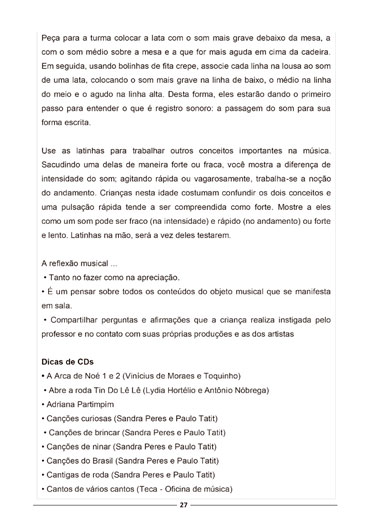 Peça para a turma colocar a lata com o som mais grave debaixo da mesa, a
com o som médio sobre a mesa e a que for mais aguda em cima da cadeira.
Em seguida, usando bolinhas de fita crepe, associe cada linha na lousa ao som
de uma lata, colocando o som mais grave na linha de baixo, o médio na linha
do meio e o agudo na linha alta. Desta forma, eles estarão dando o primeiro
passo para entender o que é registro sonoro: a passagem do som para sua
forma escrita.
Use as latinhas para trabalhar outros conceitos importantes na música.
Sacudindo uma delas de maneira forte ou fraca, você mostra a diferença de
intensidade do som; agitando rápida ou vagarosamente, trabalha-se a noção
do andamento. Crianças nesta idade costumam confundir os dois conceitos e
uma pulsação rápida tende a ser compreendida como forte. Mostre a eles
como um som pode ser fraco (na intensidade) e rápido (no andamento) ou forte
e lento. Latinhas na mão, será a vez deles testarem.
A reflexão musical ...
• Tanto no fazer como na apreciação.
• É um pensar sobre todos os conteúdos do objeto musical que se manifesta
em sala.
• Compartilhar perguntas e afirmações que a criança realiza instigada pelo
professor e no contato com suas próprias produções e as dos artistas
Dicas de CDs
• A Arca de Noé 1 e 2 (Vinícius de Moraes e Toquinho)
• Abre a roda Tin Do Lê Lê (Lydia Hortélio e Antônio Nóbrega)
• Adriana Partimpim
• Canções curiosas (Sandra Peres e Paulo Tatit)
• Canções de brincar (Sandra Peres e Paulo Tatit)
• Canções de ninar (Sandra Peres e Paulo Tatit)
• Canções do Brasil (Sandra Peres e Paulo Tatit)
• Cantigas de roda (Sandra Peres e Paulo Tatit)
• Cantos de vários cantos (Teca - Oficina de música)
27